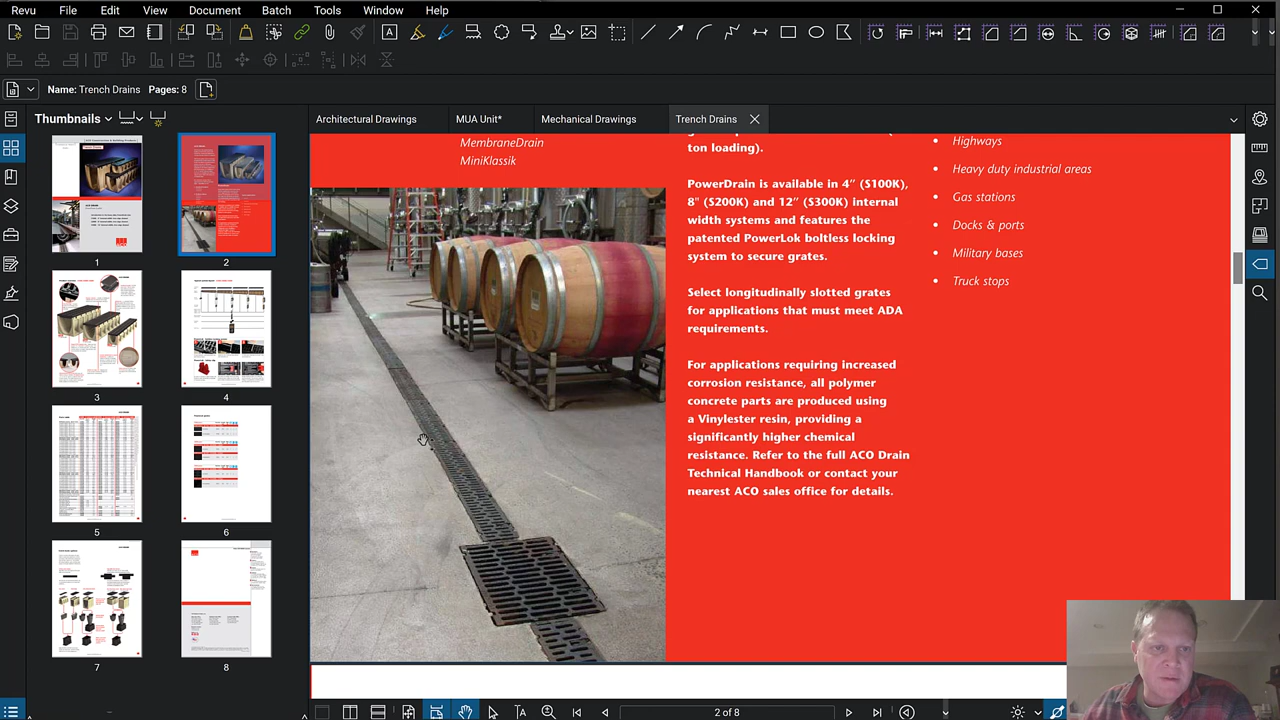 Revu File Edit View Document Batch Tools Window Help
Name: Trench Drains Pages: 8
Thumbnails
Architectural Drawings MUA Unit* Mechanical Drawings Trench Drains
1
2
3
4
5
6
7
8
MembraneDrain
MiniKlassik
ton loading).
PowerDrain is available in 4" (S100K),
8" (S200K) and 12" (S300K) internal
width systems and features the
patented PowerLok boltless locking
system to secure grates.
Select longitudinally slotted grates
for applications that must meet ADA
requirements.
For applications requiring increased
corrosion resistance, all polymer
concrete parts are produced using
a Vinylester resin, providing a
significantly higher chemical
resistance. Refer to the full ACO Drain
Technical Handbook or contact your
nearest ACO sales office for details.
• Highways
• Heavy duty industrial areas
• Gas stations
• Docks & ports
• Military bases
• Truck stops
2 of 8